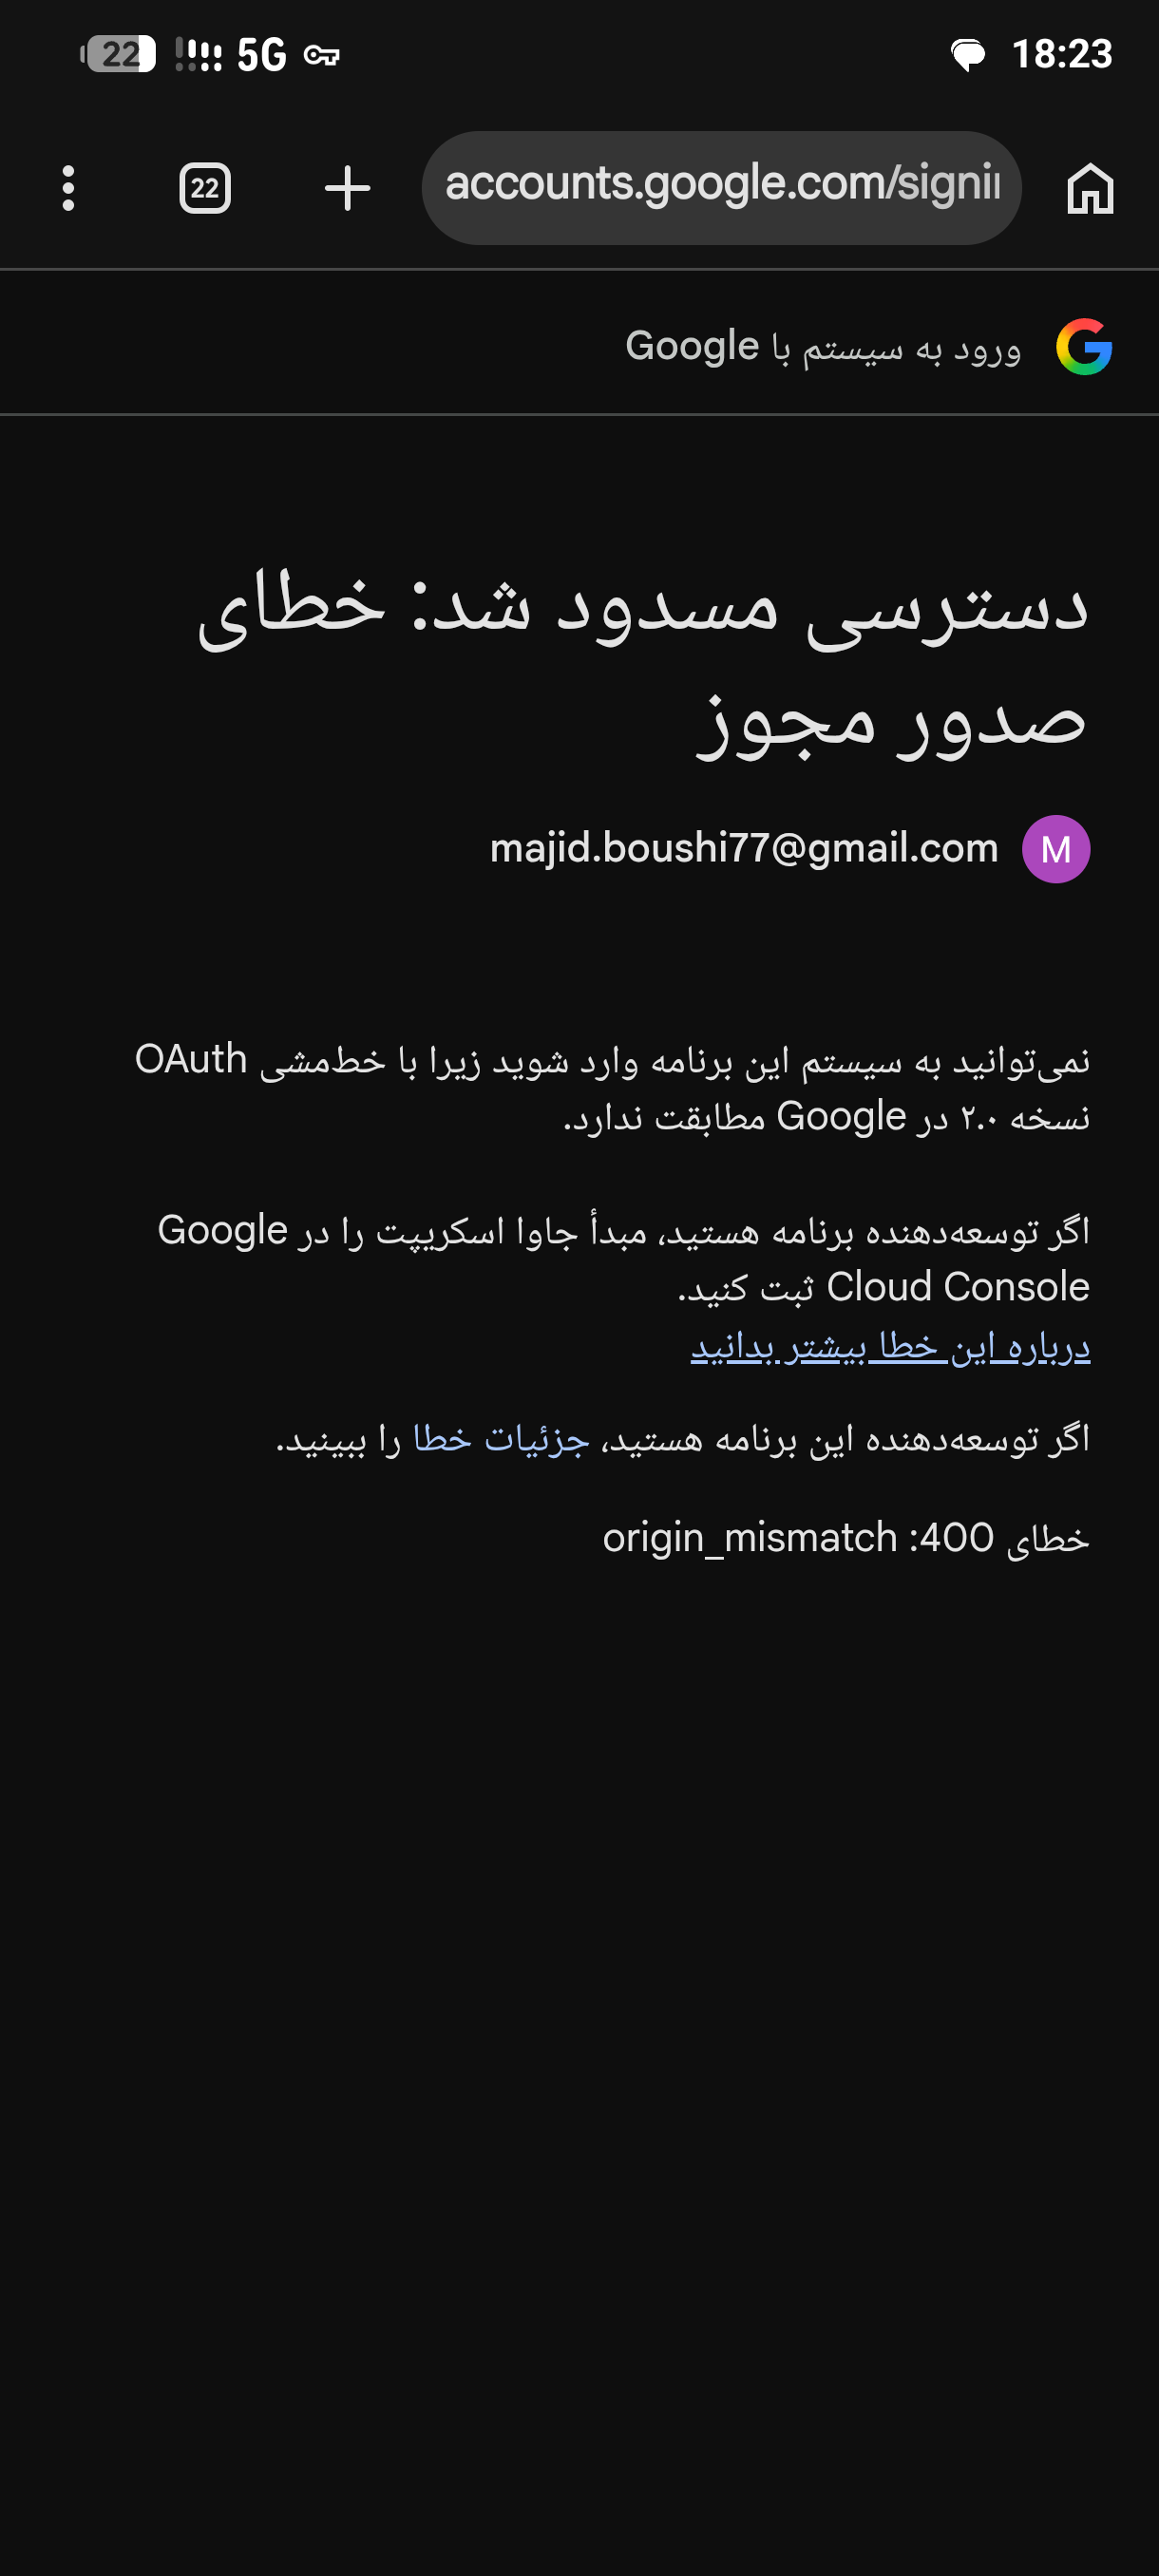 22 5G 18:23
22 accounts.google.com/signin
ورود به سیستم با Google
دسترسی مسدود شد: خطای
صدور مجوز
M majid.boushi77@gmail.com
نمی‌توانید به سیستم این برنامه وارد شوید زیرا با خط‌مشی OAuth
نسخه ۲.۰ در Google مطابقت ندارد.
اگر توسعه‌دهنده برنامه هستید، مبدأ جاوا اسکریپت را در Google
Cloud Console ثبت کنید.
درباره این خطا بیشتر بدانید
اگر توسعه‌دهنده این برنامه هستید، جزئیات خطا را ببینید.
خطای 400: origin_mismatch